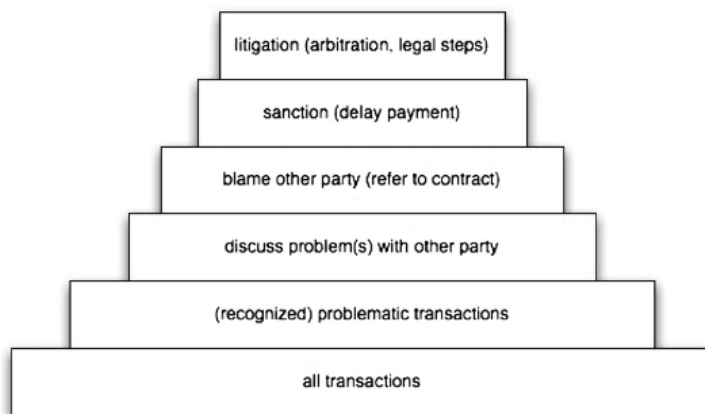 litigation (arbitration, legal steps)
sanction (delay payment)
blame other party (refer to contract)
discuss problem(s) with other party
(recognized) problematic transactions
all transactions